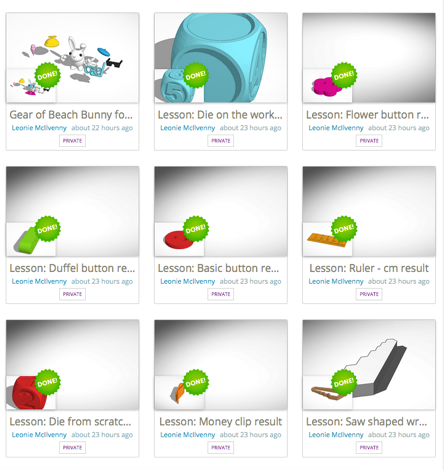 DONE! DONE! DONE!
Gear of Beach Bunny fo... Lesson: Die on the work... Lesson: Flower button r...
Leonie McIlvenny about 22 hours ago Leonie McIlvenny about 23 hours ago Leonie McIlvenny about 23 hours ago
PRIVATE PRIVATE PRIVATE
DONE! DONE! DONE!
Lesson: Duffel button re... Lesson: Basic button re... Lesson: Ruler - cm result
Leonie McIlvenny about 23 hours ago Leonie McIlvenny about 23 hours ago Leonie McIlvenny about 23 hours ago
PRIVATE PRIVATE PRIVATE
DONE! DONE! DONE!
Lesson: Die from scratc... Lesson: Money clip result Lesson: Saw shaped wr...
Leonie McIlvenny about 23 hours ago Leonie McIlvenny about 23 hours ago Leonie McIlvenny about 23 hours ago
PRIVATE PRIVATE PRIVATE